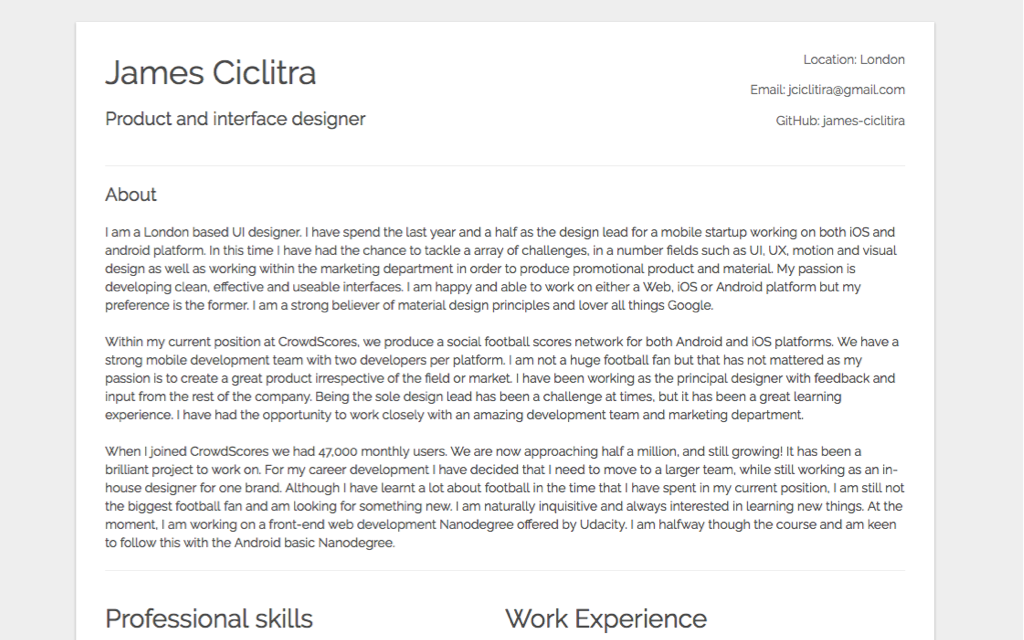 James Ciclitra
Product and interface designer
Location: London
Email: jciclitira@gmail.com
GitHub: james-ciclitira
About
I am a London based UI designer. I have spend the last year and a half as the design lead for a mobile startup working on both iOS and
android platform. In this time I have had the chance to tackle a array of challenges, in a number fields such as UI, UX, motion and visual
design as well as working within the marketing department in order to produce promotional product and material. My passion is
developing clean, effective and useable interfaces. I am happy and able to work on either a Web, iOS or Android platform but my
preference is the former. I am a strong believer of material design principles and lover all things Google.
Within my current position at CrowdScores, we produce a social football scores network for both Android and iOS platforms. We have a
strong mobile development team with two developers per platform. I am not a huge football fan but that has not mattered as my
passion is to create a great product irrespective of the field or market. I have been working as the principal designer with feedback and
input from the rest of the company. Being the sole design lead has been a challenge at times, but it has been a great learning
experience. I have had the opportunity to work closely with an amazing development team and marketing department.
When I joined CrowdScores we had 47,000 monthly users. We are now approaching half a million, and still growing! It has been a
brilliant project to work on. For my career development I have decided that I need to move to a larger team, while still working as an in-
house designer for one brand. Although I have learnt a lot about football in the time that I have spent in my current position, I am still not
the biggest football fan and am looking for something new. I am naturally inquisitive and always interested in learning new things. At the
moment, I am working on a front-end web development Nanodegree offered by Udacity. I am halfway though the course and am keen
to follow this with the Android basic Nanodegree.
Professional skills
Work Experience